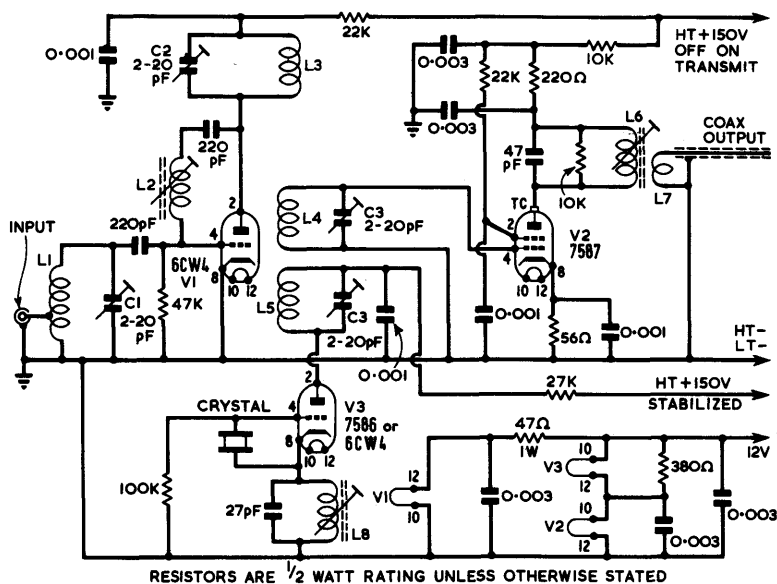 22K
HT+150V
OFF ON
TRANSMIT
0·001
C2
2-20
pF
L3
0·003
22K
220Ω
10K
0·003
L6
COAX
OUTPUT
220
pF
47
pF
10K
L7
L2
TC
INPUT
L1
220pF
2
4
6CW4
V1
8
10 12
L4
C3
2-20pF
2
4
V2
7587
8
10 12
C1
2-20
pF
47K
L5
C3
2-20pF
0·001
0·001
56Ω
0·001
HT-
LT-
27K
HT+150V
STABILIZED
CRYSTAL
2
4
V3
7586 or
6CW4
8
10 12
47Ω
1W
12V
100K
27pF
L8
V1
12
10
0·003
V3
10
12
380Ω
V2
10
12
0·003
0·003
RESISTORS ARE 1/2 WATT RATING UNLESS OTHERWISE STATED